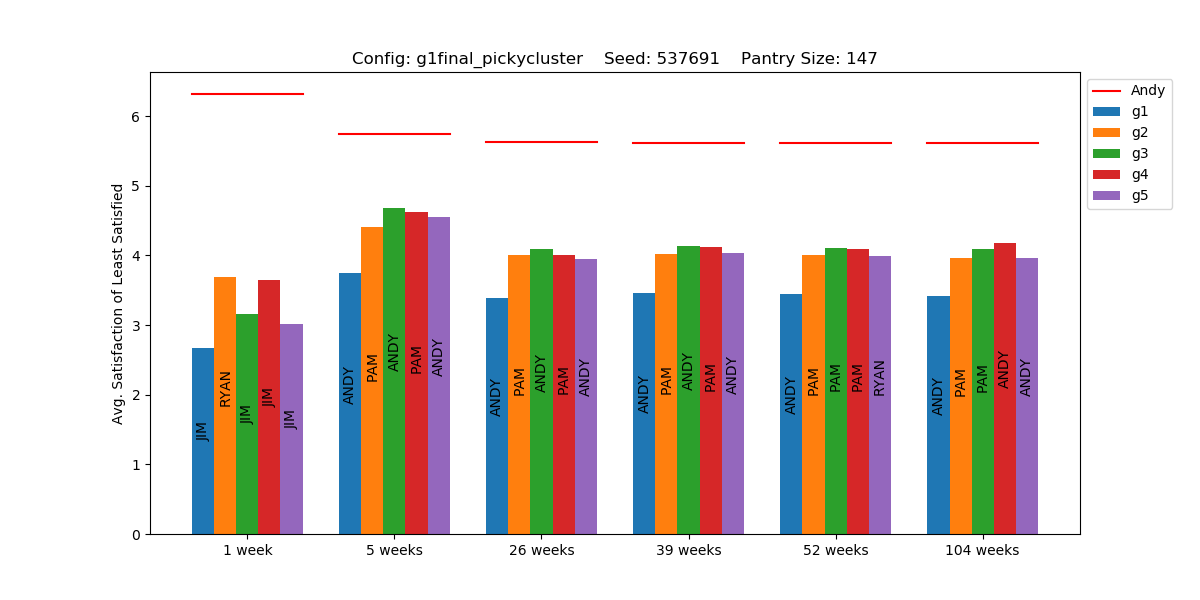 Config: g1final_pickycluster    Seed: 537691    Pantry Size: 147
Avg. Satisfaction of Least Satisfied
6
5
4
3
2
1
0
JIM
RYAN
JIM
JIM
JIM
ANDY
PAM
ANDY
PAM
ANDY
ANDY
PAM
ANDY
PAM
ANDY
ANDY
PAM
ANDY
PAM
ANDY
ANDY
PAM
PAM
PAM
RYAN
ANDY
PAM
PAM
ANDY
ANDY
1 week
5 weeks
26 weeks
39 weeks
52 weeks
104 weeks
Andy
g1
g2
g3
g4
g5